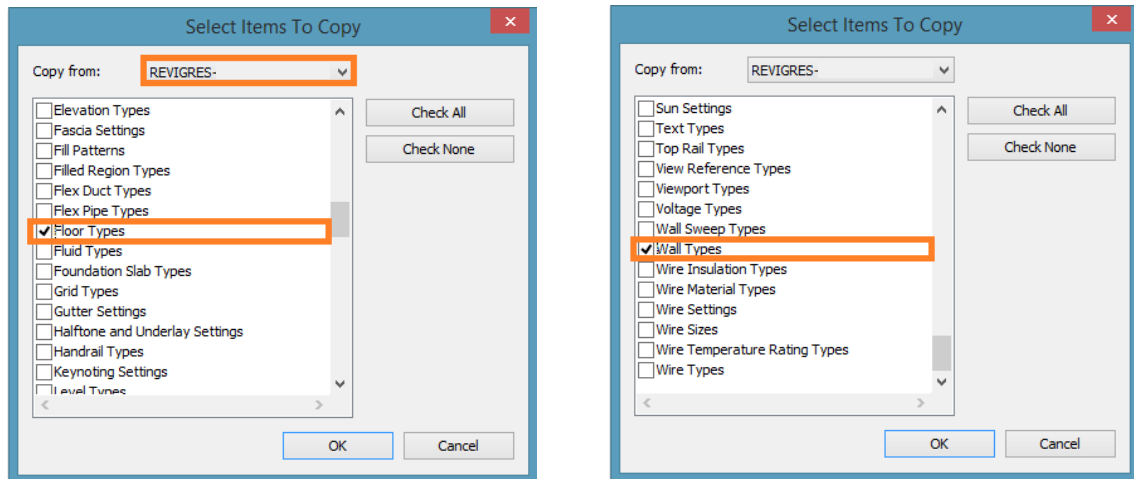 Select Items To Copy
Copy from: REVIGRES-
Elevation Types
Fascia Settings
Fill Patterns
Filled Region Types
Flex Duct Types
Flex Pipe Types
Floor Types
Fluid Types
Foundation Slab Types
Grid Types
Gutter Settings
Halftone and Underlay Settings
Handrail Types
Keynoting Settings
Level Types
Check All
Check None
OK Cancel
Select Items To Copy
Copy from: REVIGRES-
Sun Settings
Text Types
Top Rail Types
View Reference Types
Viewport Types
Voltage Types
Wall Sweep Types
Wall Types
Wire Insulation Types
Wire Material Types
Wire Settings
Wire Sizes
Wire Temperature Rating Types
Wire Types
Check All
Check None
OK Cancel